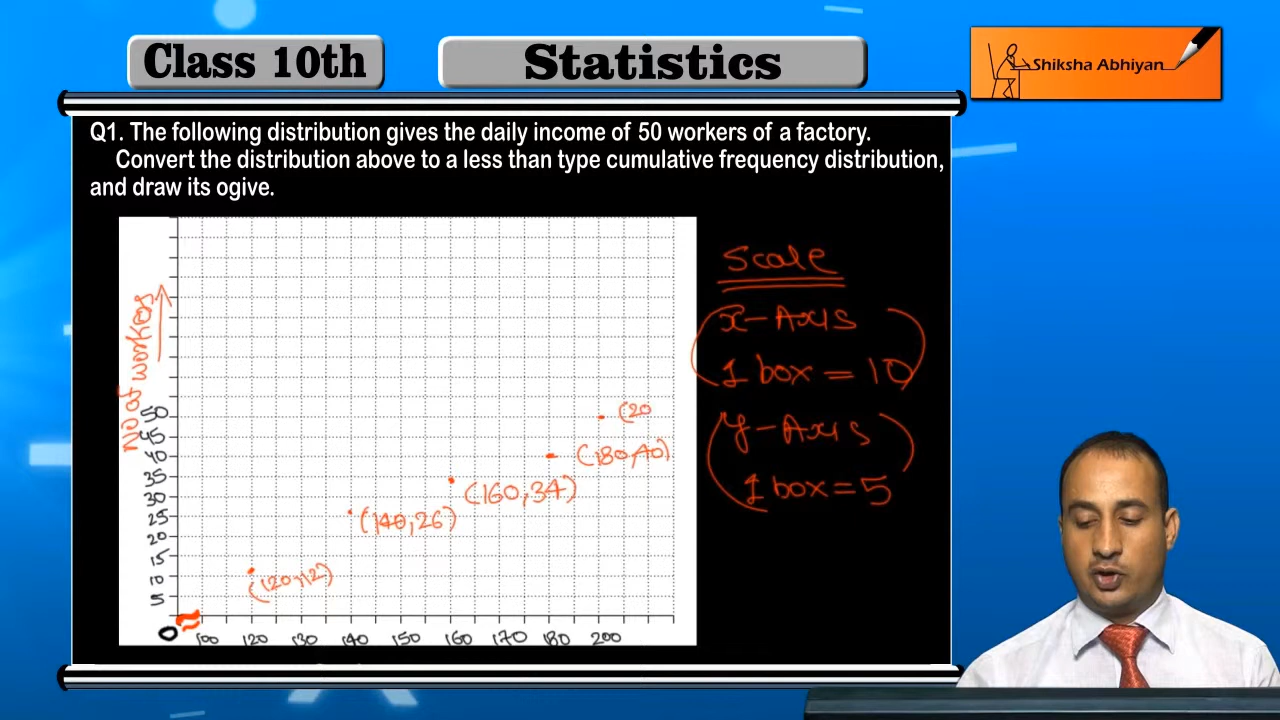 Class 10th
Statistics
Shiksha Abhiyan
Q1. The following distribution gives the daily income of 50 workers of a factory.
Convert the distribution above to a less than type cumulative frequency distribution,
and draw its ogive.
Scale
x-Axis
1 box = 10
y-Axis
1 box = 5
No of workers
50
45
40
35
30
25
20
15
10
5
0
(20
(180,40)
(160,34)
(140,26)
(120,12)
100 120 130 140 150 160 170 180 200